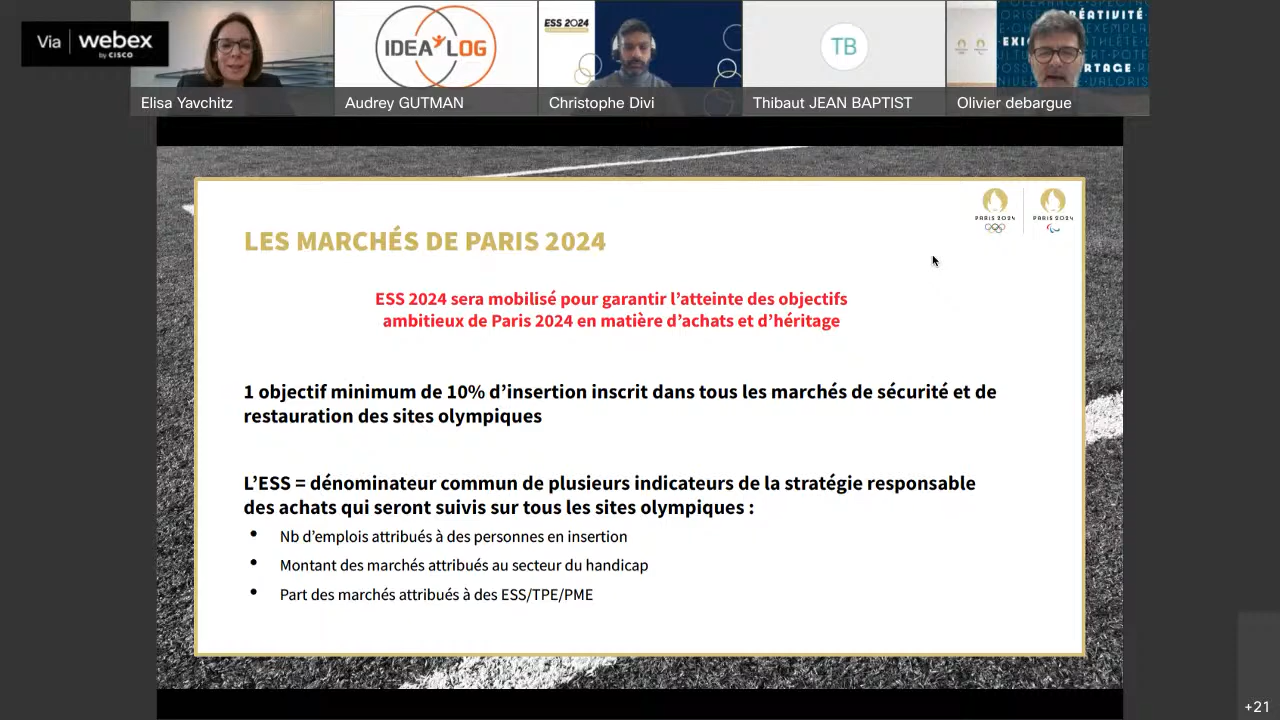 Via webex
by CISCO
IDEA LOG
ESS 2024
TB
CRÉATIVITÉ
Elisa Yavchitz
Audrey GUTMAN
Christophe Divi
Thibaut JEAN BAPTIST
Olivier debargue
PARIS 2024
PARIS 2024
LES MARCHÉS DE PARIS 2024
ESS 2024 sera mobilisé pour garantir l’atteinte des objectifs
ambitieux de Paris 2024 en matière d’achats et d’héritage
1 objectif minimum de 10% d’insertion inscrit dans tous les marchés de sécurité et de
restauration des sites olympiques
L’ESS = dénominateur commun de plusieurs indicateurs de la stratégie responsable
des achats qui seront suivis sur tous les sites olympiques :
• Nb d’emplois attribués à des personnes en insertion
• Montant des marchés attribués au secteur du handicap
• Part des marchés attribués à des ESS/TPE/PME
+21